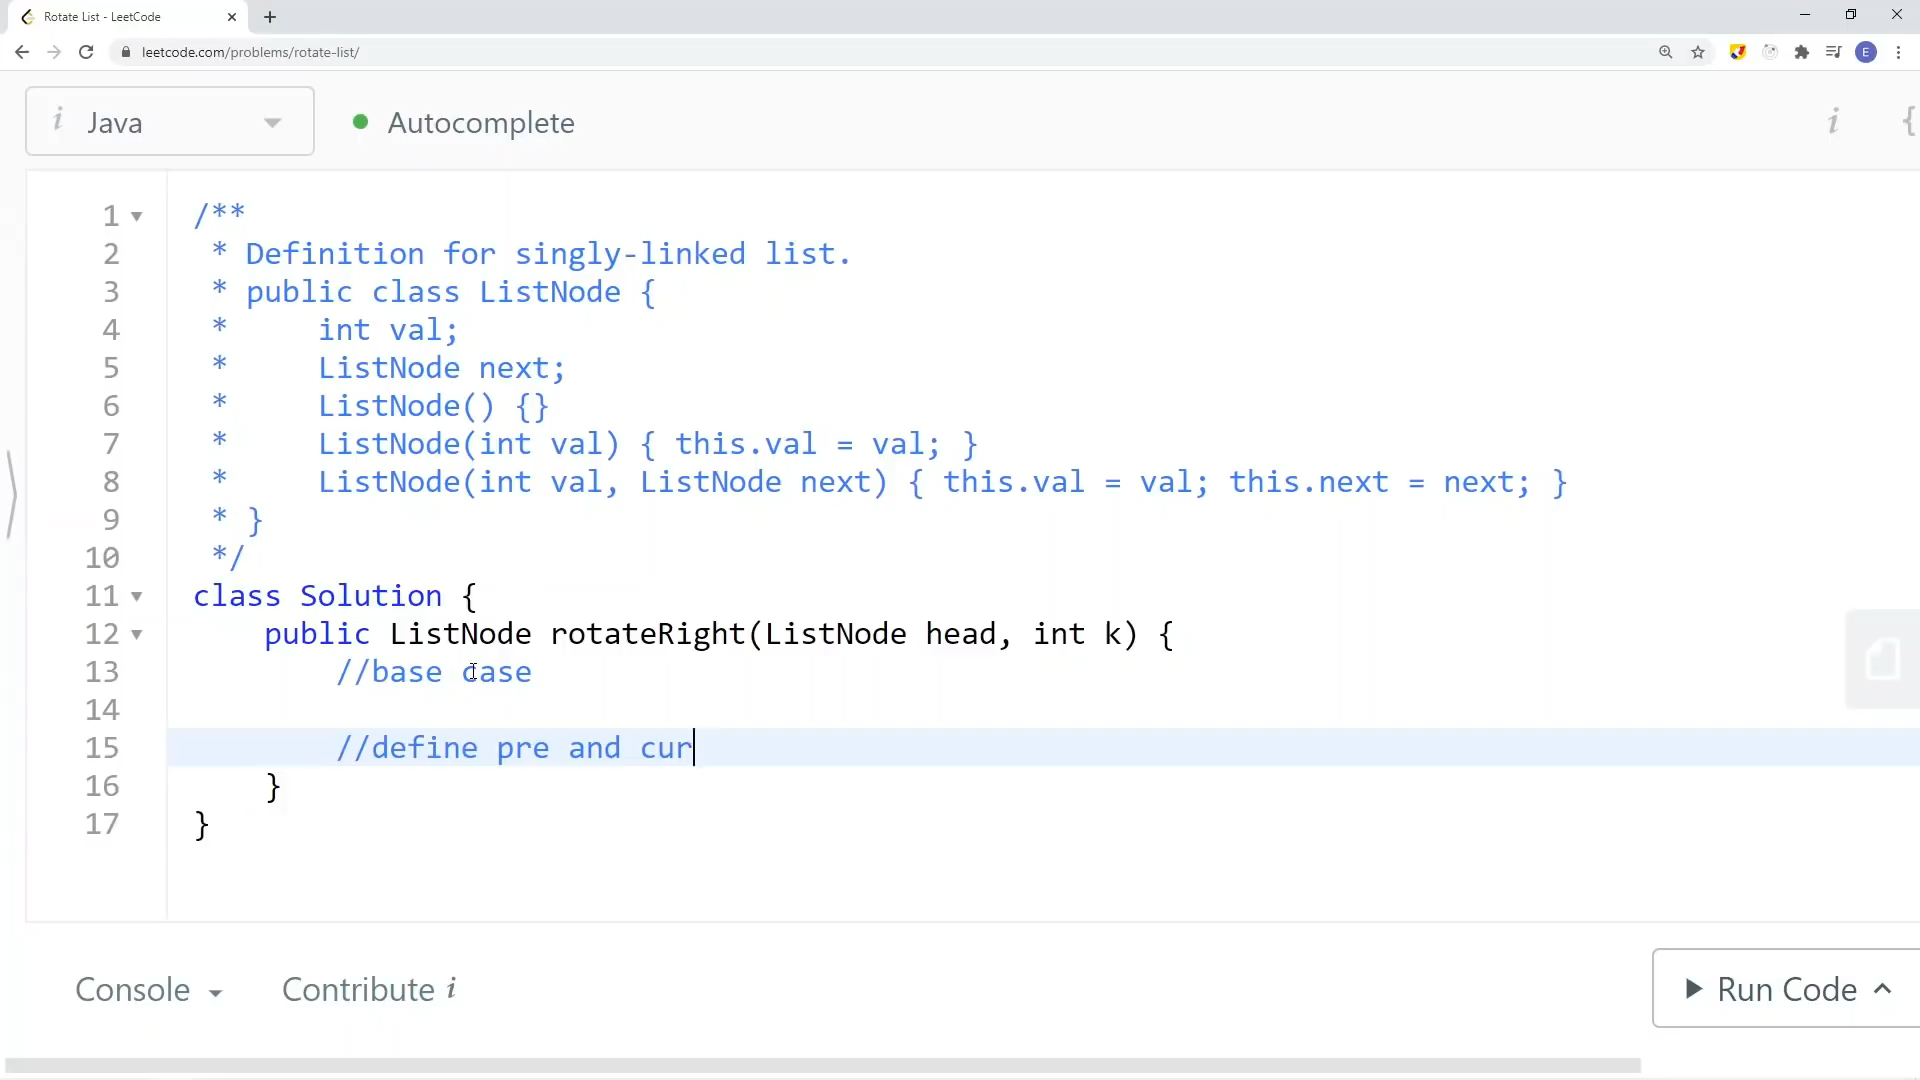 Rotate List - LeetCode
leetcode.com/problems/rotate-list/
E
i Java
Autocomplete
i {
1 /**
2  * Definition for singly-linked list.
3  * public class ListNode {
4  *     int val;
5  *     ListNode next;
6  *     ListNode() {}
7  *     ListNode(int val) { this.val = val; }
8  *     ListNode(int val, ListNode next) { this.val = val; this.next = next; }
9  * }
10  */
11 class Solution {
12     public ListNode rotateRight(ListNode head, int k) {
13         //base case
14
15         //define pre and cur
16     }
17 }
Console
Contribute i
Run Code